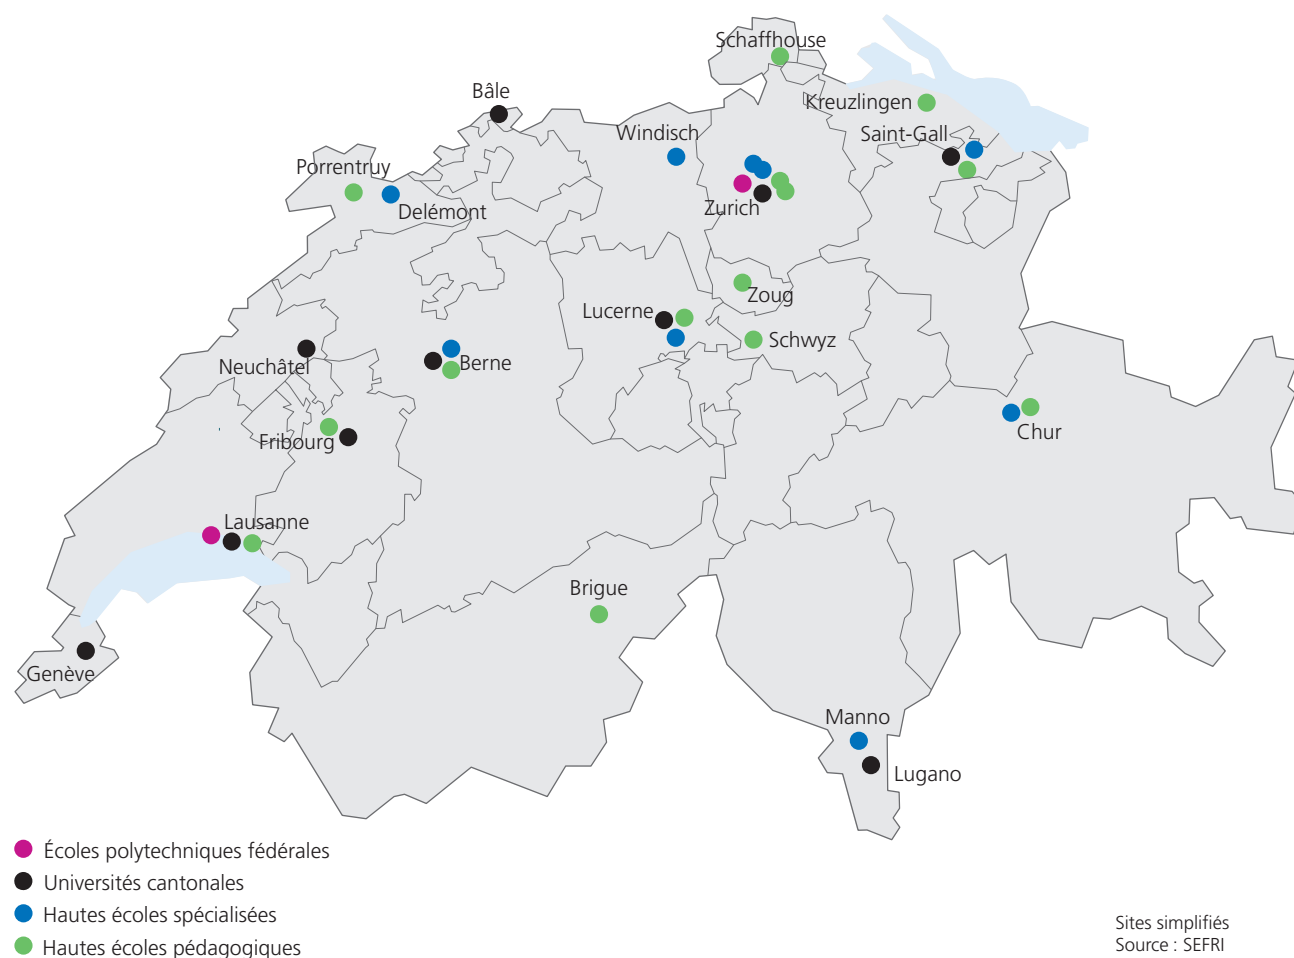 Schaffhouse
Bâle
Kreuzlingen
Windisch
Saint-Gall
Porrentruy
Delémont
Zurich
Zoug
Lucerne
Schwyz
Neuchâtel
Berne
Chur
Fribourg
Lausanne
Brigue
Genève
Manno
Lugano
Écoles polytechniques fédérales
Universités cantonales
Hautes écoles spécialisées
Hautes écoles pédagogiques
Sites simplifiés
Source : SEFRI